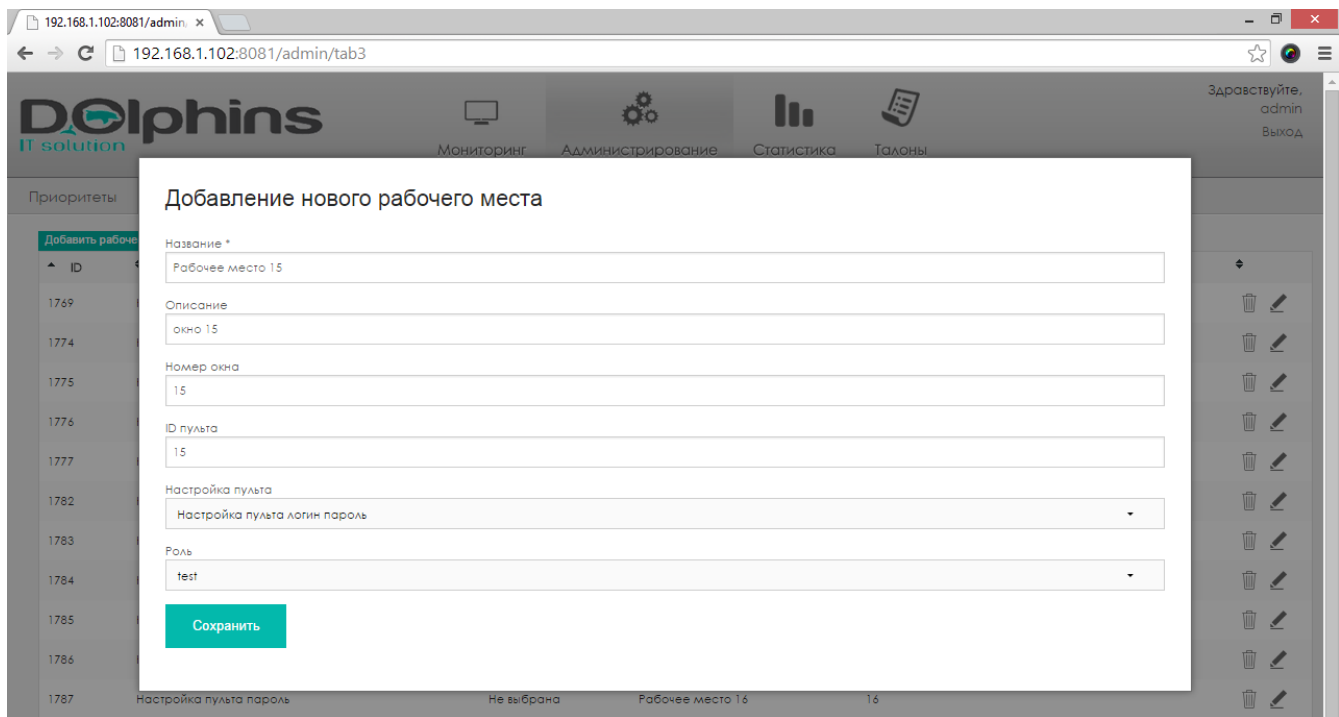 192.168.1.102:8081/admin/
192.168.1.102:8081/admin/tab3
Dolphins
IT solution
Мониторинг
Администрирование
Статистика
Талоны
Здравствуйте,
admin
Выход
Приоритеты
Добавить рабоче
ID
1769
1774
1775
1776
1777
1782
1783
1784
1785
1786
Добавление нового рабочего места
Название *
Рабочее место 15
Описание
окно 15
Номер окна
15
ID пульта
15
Настройка пульта
Настройка пульта логин пароль
Роль
test
Сохранить
1787 Настройка пульта пароль Не выбрана Рабочее место 16 16